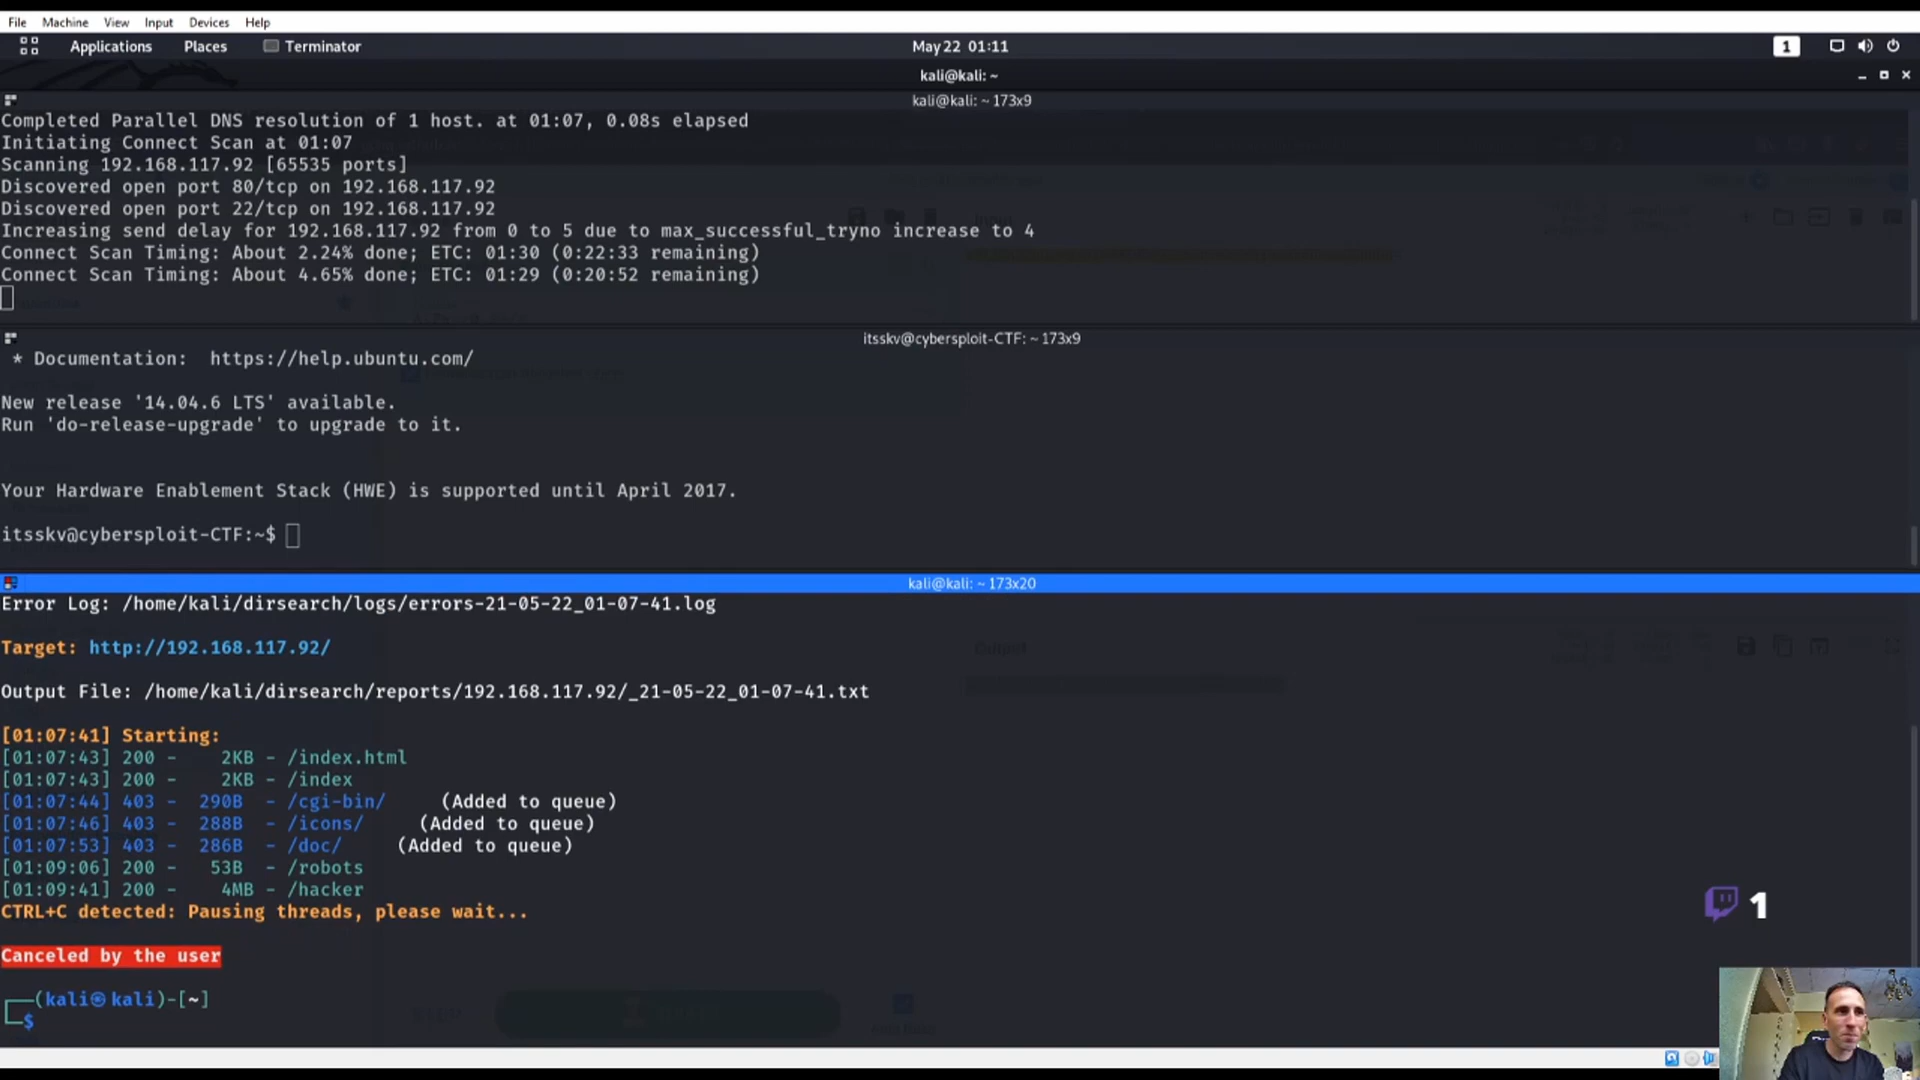 File Machine View Input Devices Help
Applications Places Terminator May 22 01:11 1
kali@kali: ~
kali@kali: ~ 173x9
Completed Parallel DNS resolution of 1 host. at 01:07, 0.08s elapsed
Initiating Connect Scan at 01:07
Scanning 192.168.117.92 [65535 ports]
Discovered open port 80/tcp on 192.168.117.92
Discovered open port 22/tcp on 192.168.117.92
Increasing send delay for 192.168.117.92 from 0 to 5 due to max_successful_tryno increase to 4
Connect Scan Timing: About 2.24% done; ETC: 01:30 (0:22:33 remaining)
Connect Scan Timing: About 4.65% done; ETC: 01:29 (0:20:52 remaining)
itsskv@cybersploit-CTF: ~ 173x9
* Documentation: https://help.ubuntu.com/
New release '14.04.6 LTS' available.
Run 'do-release-upgrade' to upgrade to it.
Your Hardware Enablement Stack (HWE) is supported until April 2017.
itsskv@cybersploit-CTF:~$
kali@kali: ~ 173x20
Error Log: /home/kali/dirsearch/logs/errors-21-05-22_01-07-41.log
Target: http://192.168.117.92/
Output
Output File: /home/kali/dirsearch/reports/192.168.117.92/_21-05-22_01-07-41.txt
[01:07:41] Starting:
[01:07:43] 200 - 2KB - /index.html
[01:07:43] 200 - 2KB - /index
[01:07:44] 403 - 290B - /cgi-bin/ (Added to queue)
[01:07:46] 403 - 288B - /icons/ (Added to queue)
[01:07:53] 403 - 286B - /doc/ (Added to queue)
[01:09:06] 200 - 53B - /robots
[01:09:41] 200 - 4MB - /hacker
CTRL+C detected: Pausing threads, please wait...
1
Canceled by the user
┌──(kali㉿kali)-[~]
└─$